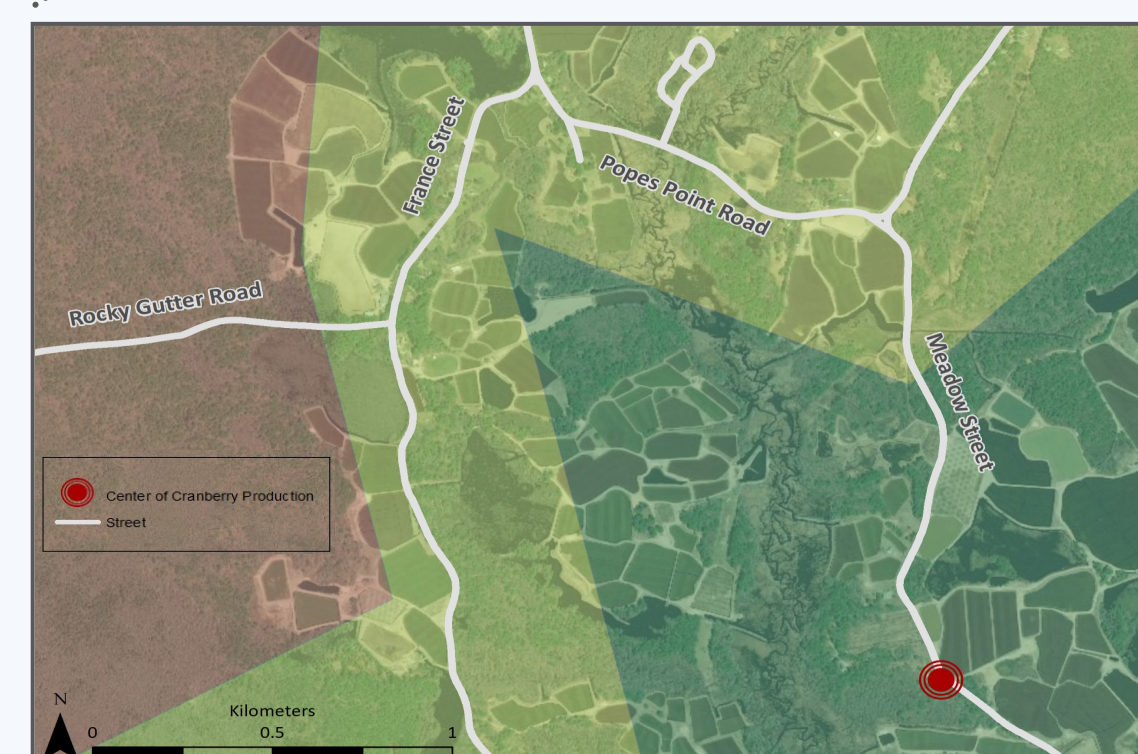 France Street
Popes Point Road
Rocky Gutter Road
Meadow Street
Center of Cranberry Production
Street
N
Kilometers
0 0.5 1